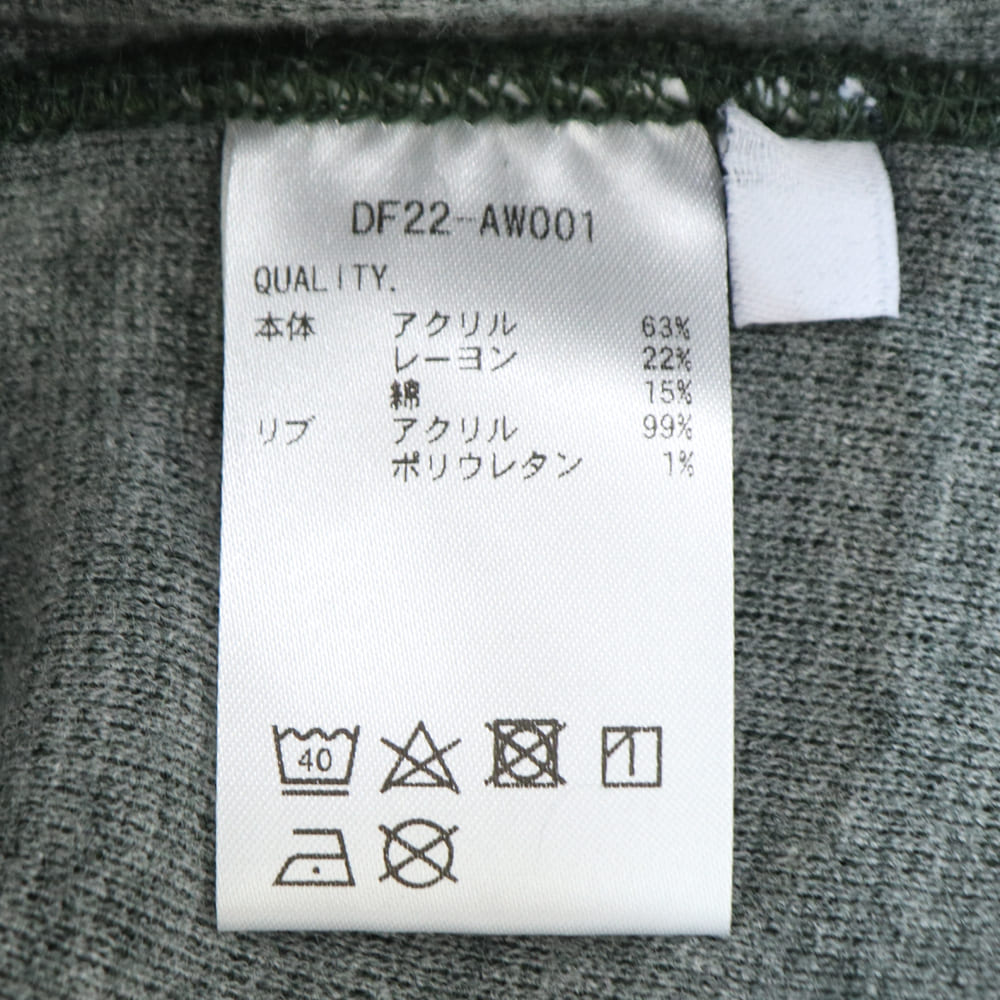 DF22-AW001
QUALITY.
本体 アクリル 63%
レーヨン 22%
綿 15%
リブ アクリル 99%
ポリウレタン 1%
40